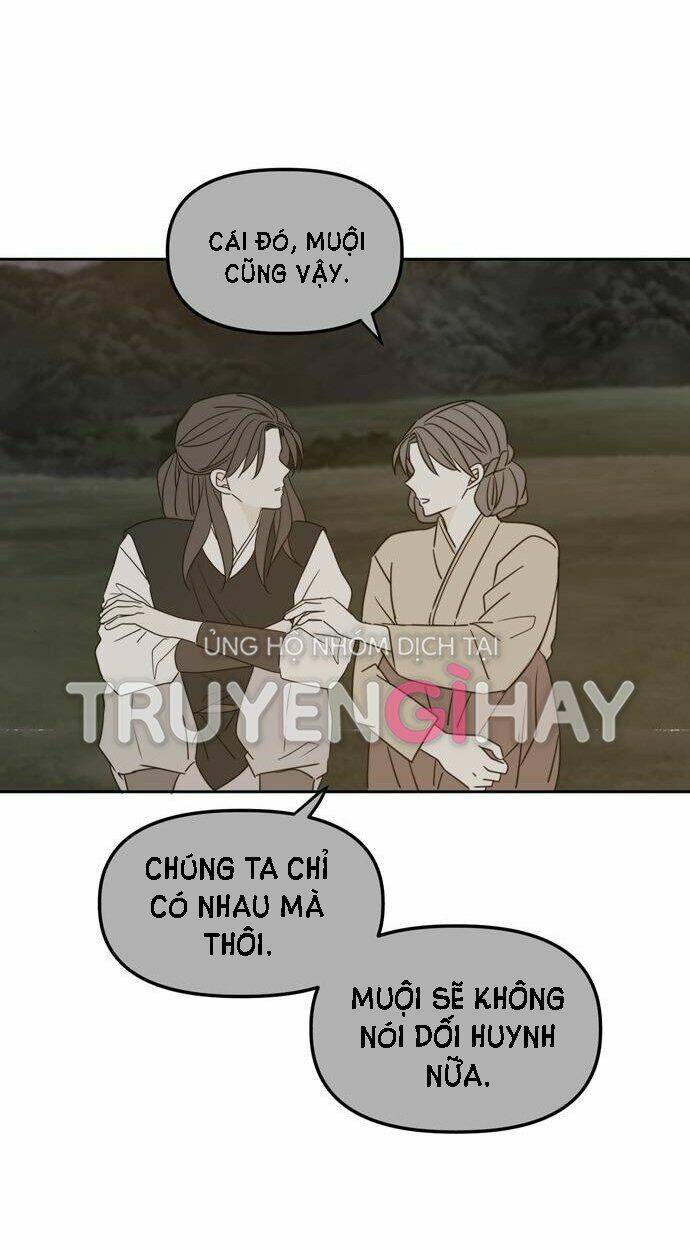 CÁI ĐÓ, MUỘI
CŨNG VẬY.
ỦNG HỘ NHÓM DỊCH TẠI
TRUYENGIHAY
CHÚNG TA CHỈ
CÓ NHAU MÀ
THÔI.
MUỘI SẼ KHÔNG
NÓI DỐI HUYNH
NỮA.